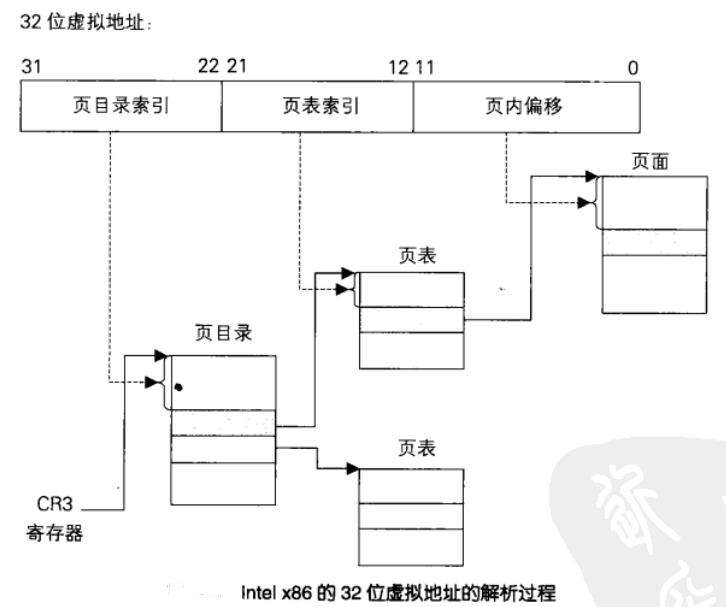 32 位虚拟地址:
31 22 21 12 11 0
页目录索引 页表索引 页内偏移
页面
页表
页目录
页表
CR3
寄存器
Intel x86 的 32 位虚拟地址的解析过程